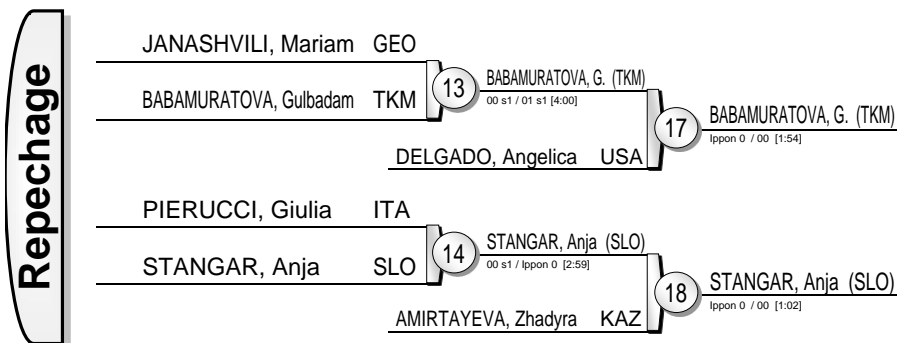 Repechage
JANASHVILI, Mariam GEO
BABAMURATOVA, Gulbadam TKM
13
BABAMURATOVA, G. (TKM)
00 s1 / 01 s1 [4:00]
DELGADO, Angelica USA
17
BABAMURATOVA, G. (TKM)
Ippon 0 / 00 [1:54]
PIERUCCI, Giulia ITA
STANGAR, Anja SLO
14
STANGAR, Anja (SLO)
00 s1 / Ippon 0 [2:59]
AMIRTAYEVA, Zhadyra KAZ
18
STANGAR, Anja (SLO)
Ippon 0 / 00 [1:02]